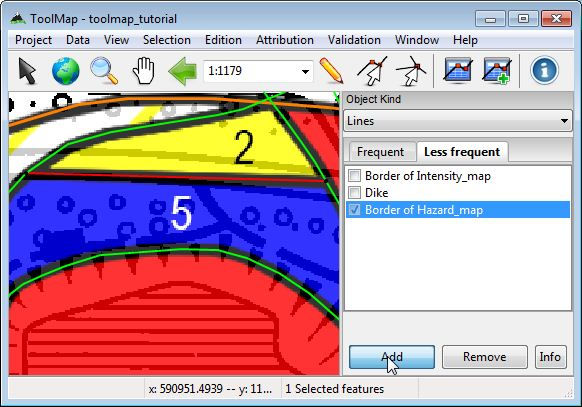 ToolMap - toolmap_tutorial
Project Data View Selection Edition Attribution Validation Window Help
1:1179
Object Kind
Lines
Frequent Less frequent
Border of Intensity_map
Dike
Border of Hazard_map
2
5
Add Remove Info
x: 590951.4939 -- y: 11... 1 Selected features